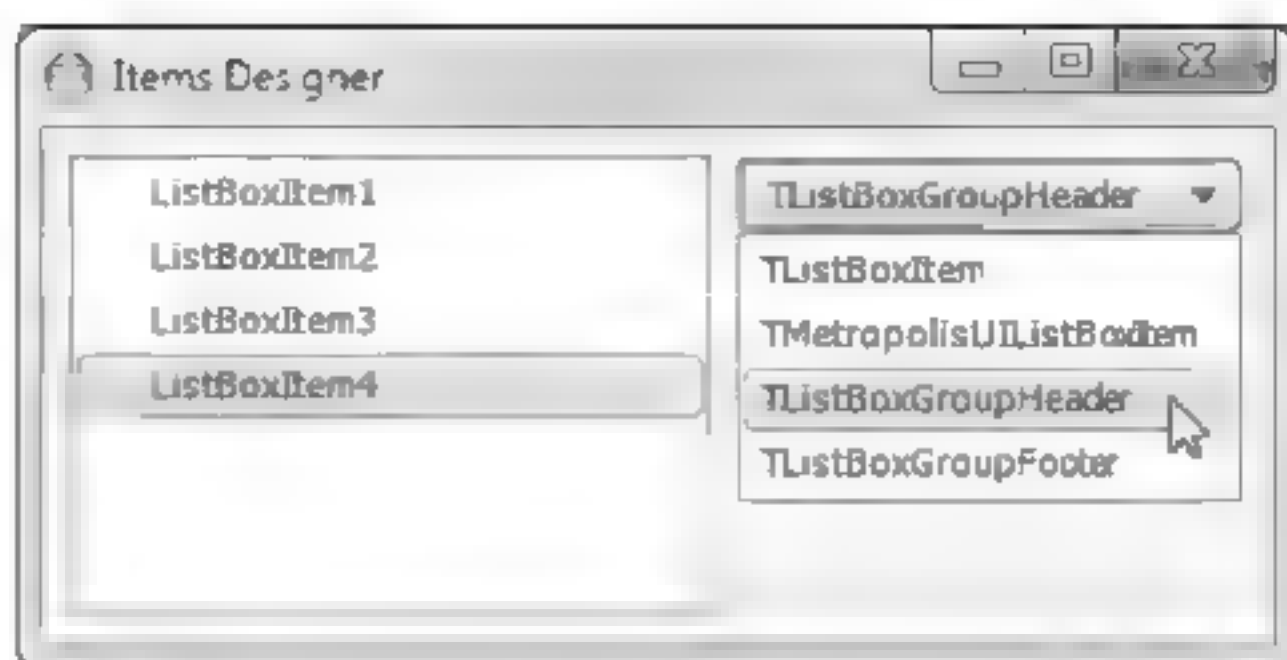 Items Designer
ListBoxItem1
ListBoxItem2
ListBoxItem3
ListBoxItem4
TListBoxGroupHeader
TListBoxItem
TMetropolisUIListBoxItem
TListBoxGroupHeader
TListBoxGroupFooter